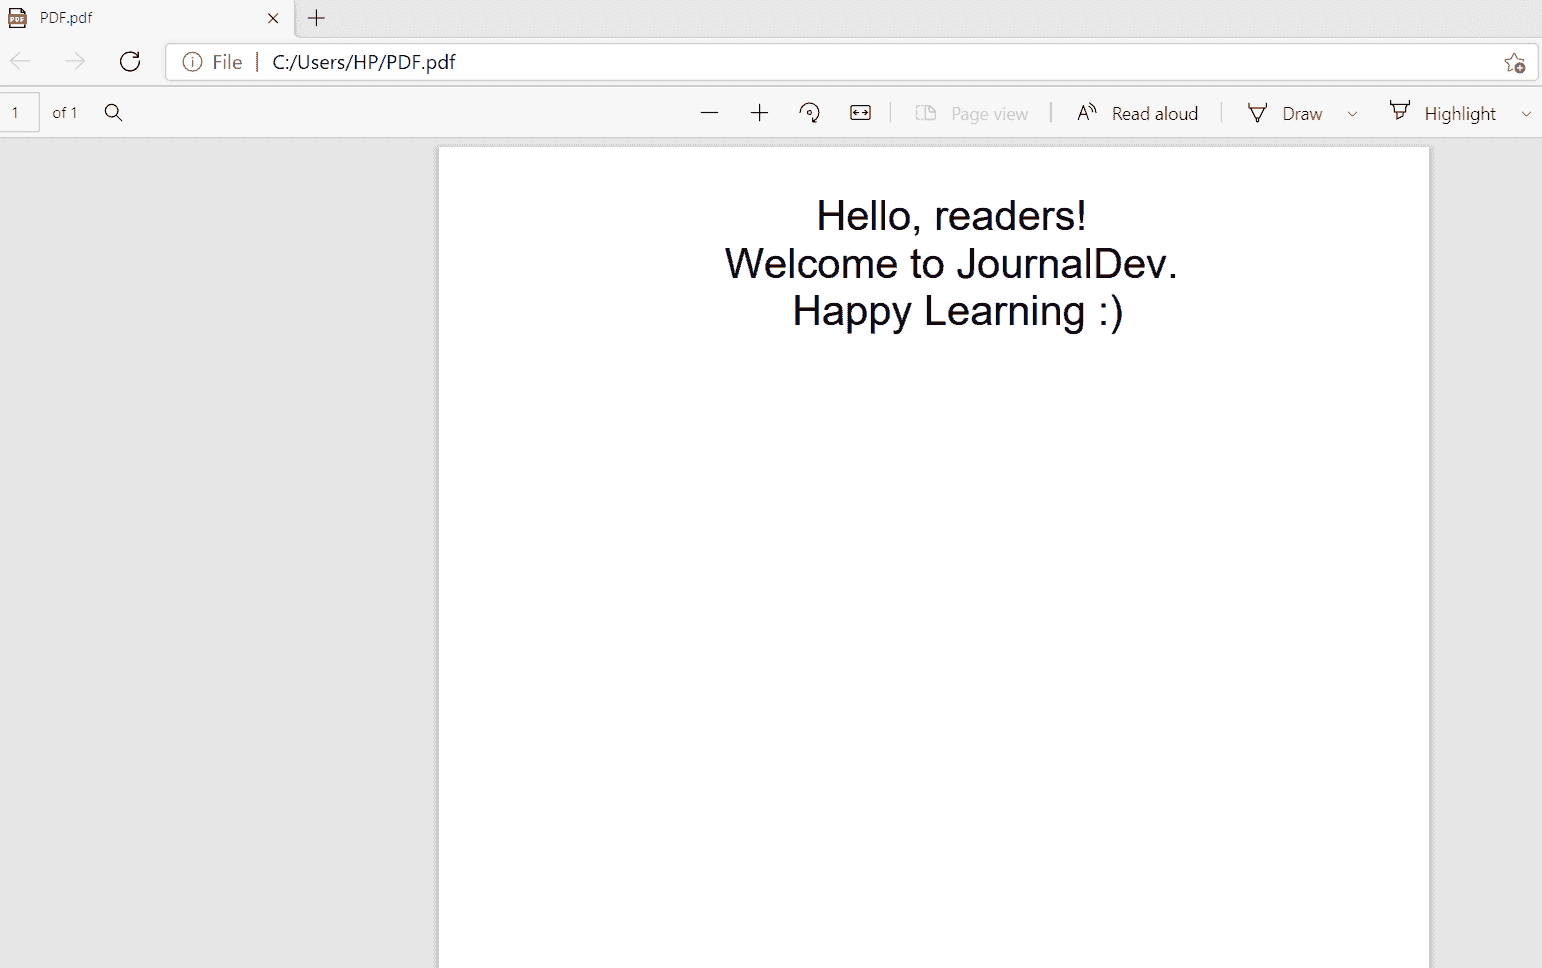 PDF.pdf
File | C:/Users/HP/PDF.pdf
1 of 1 Page view Read aloud Draw Highlight
Hello, readers!
Welcome to JournalDev.
Happy Learning :)